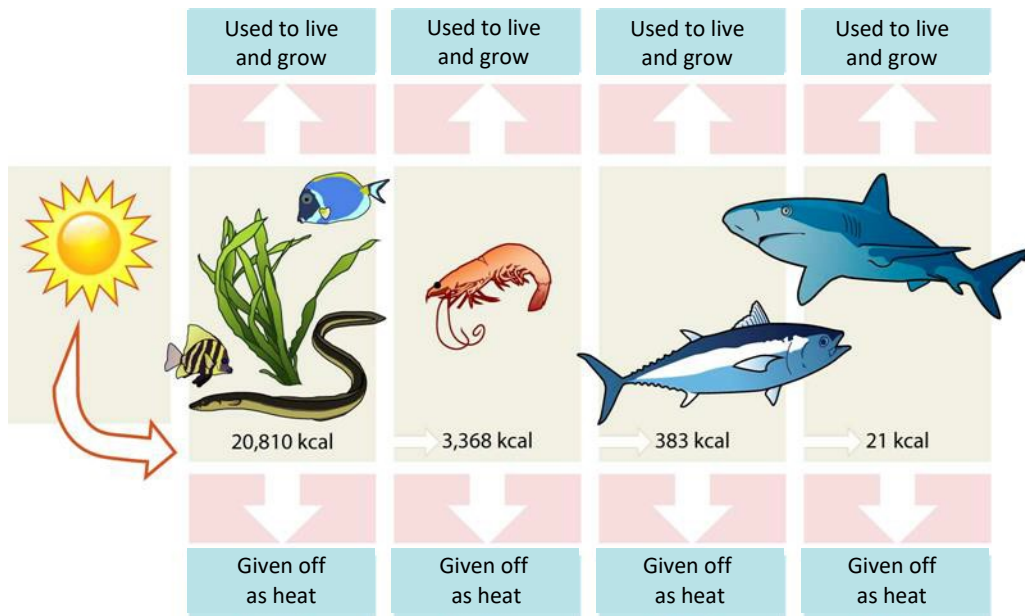 Used to live
and grow
Used to live
and grow
Used to live
and grow
Used to live
and grow
20,810 kcal
3,368 kcal
383 kcal
21 kcal
Given off
as heat
Given off
as heat
Given off
as heat
Given off
as heat